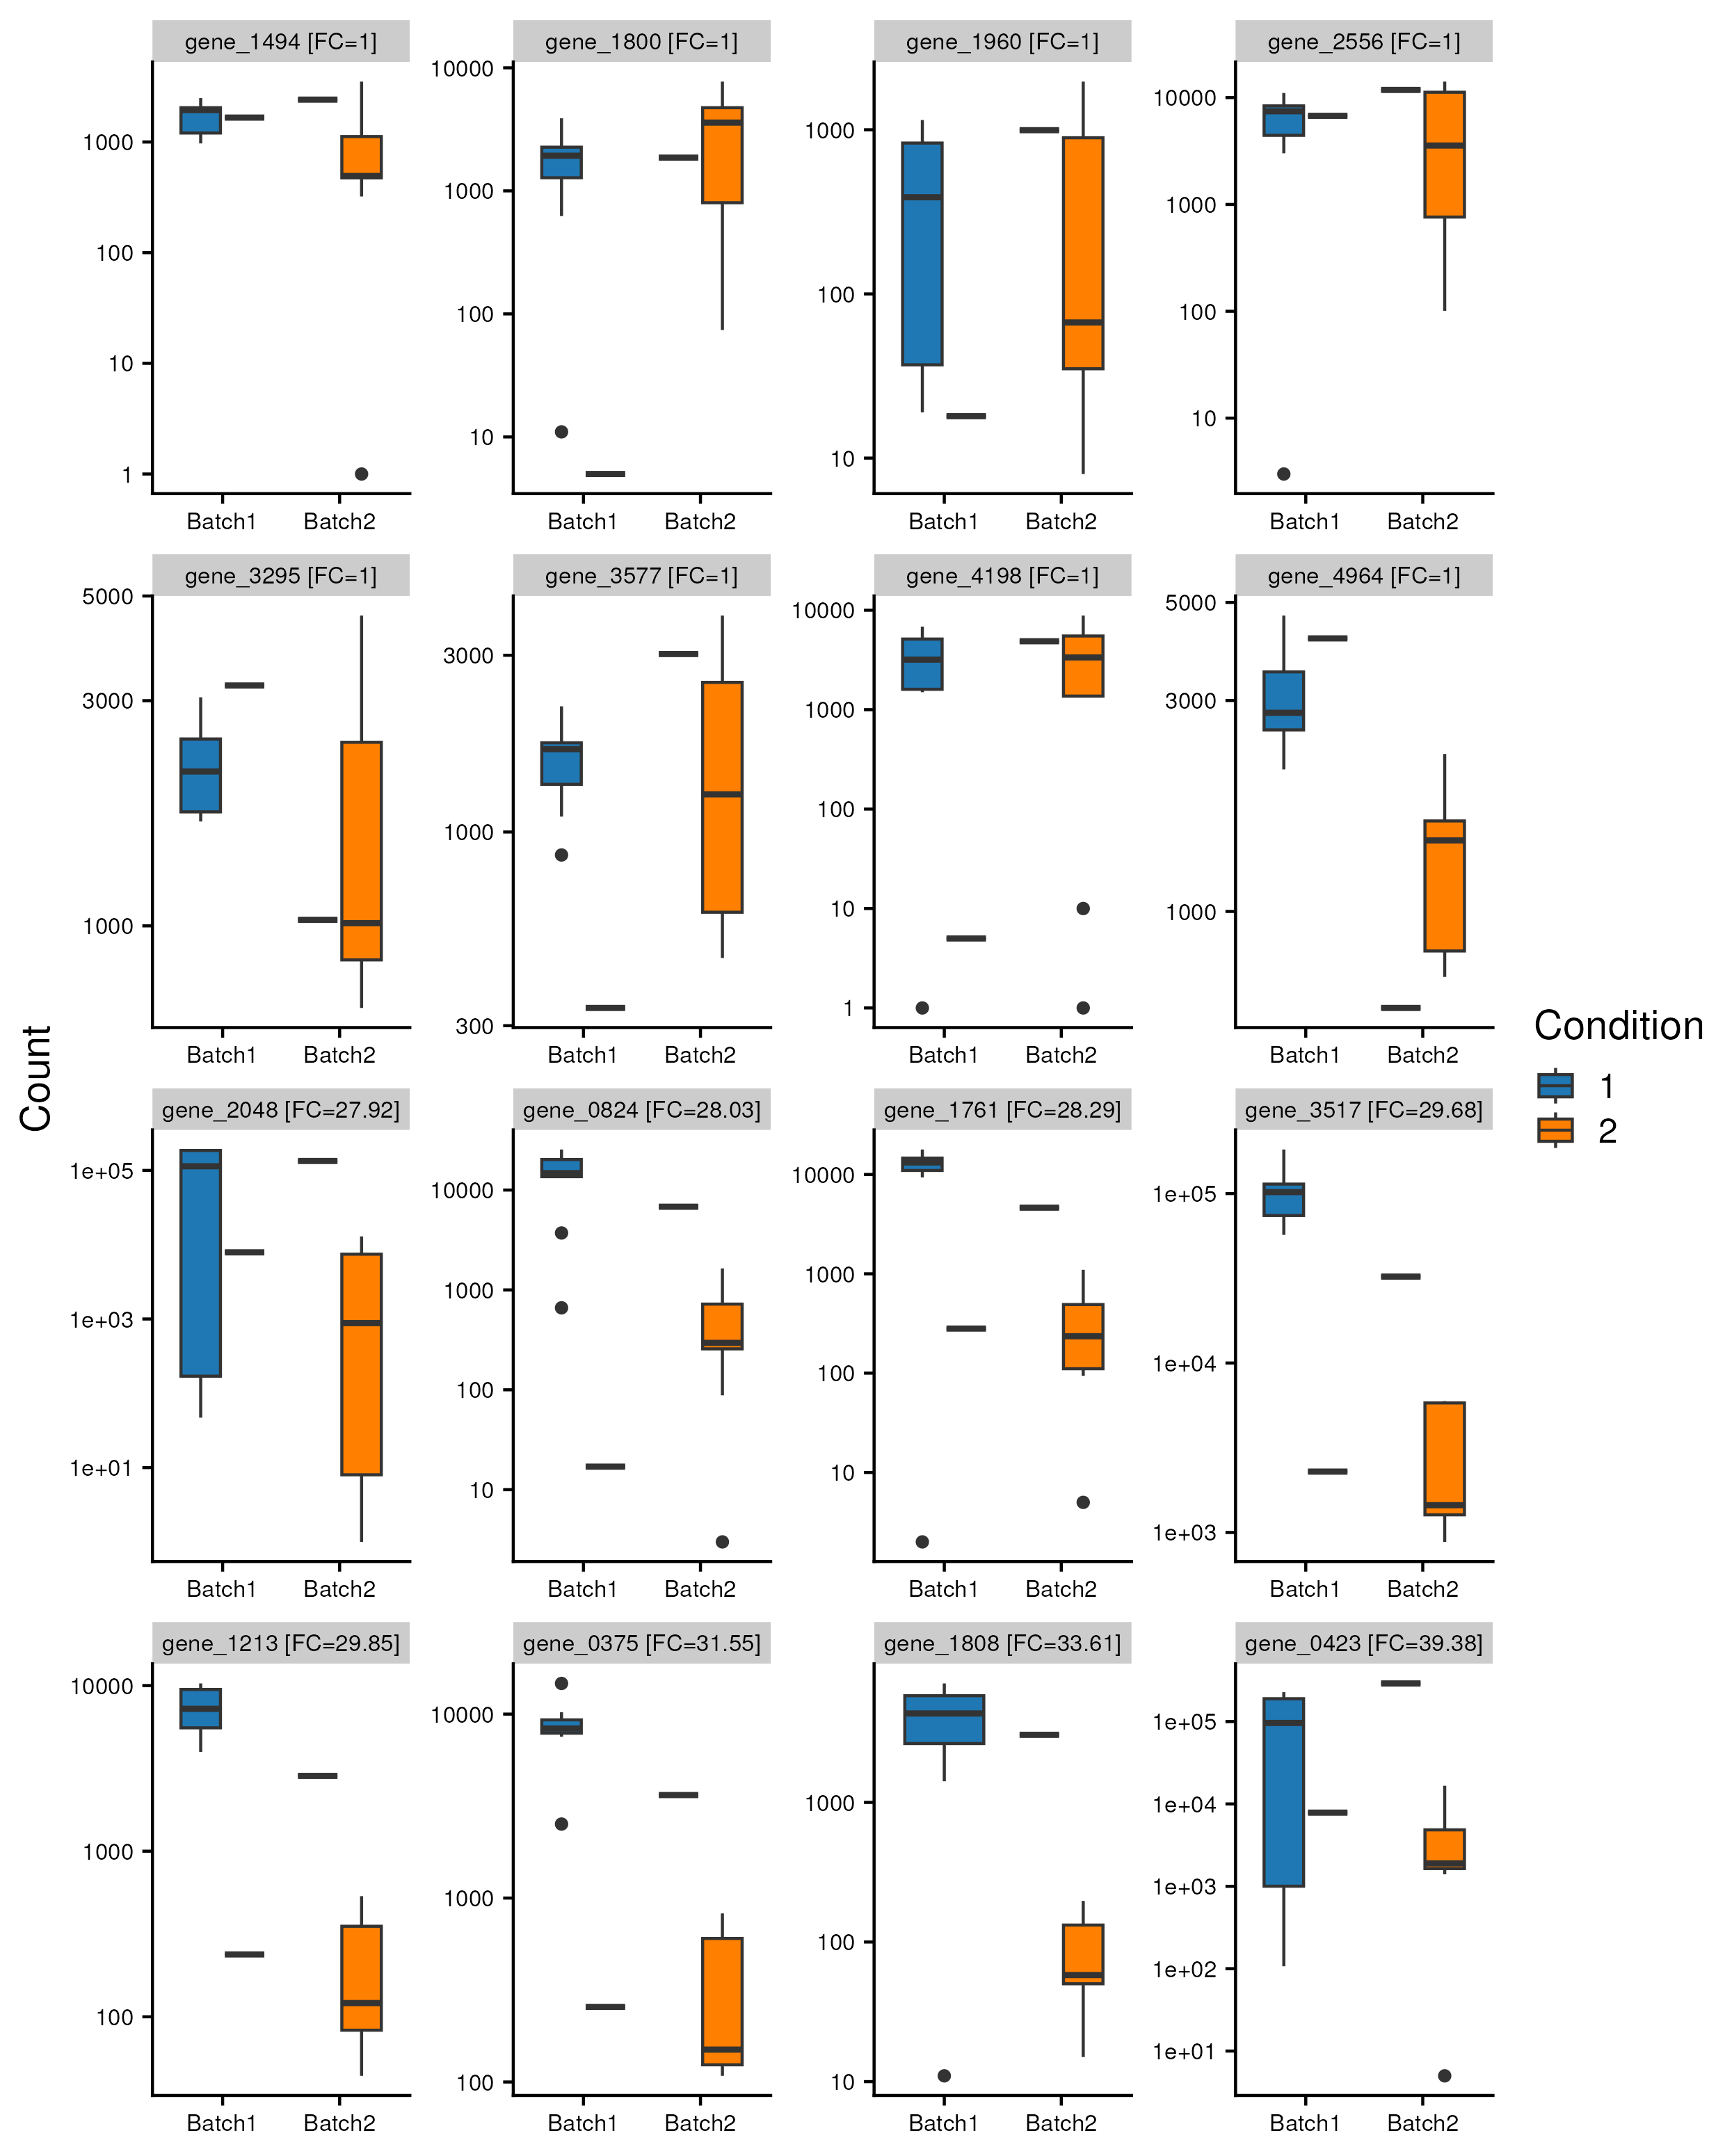 gene_1494 [FC=1]
gene_1800 [FC=1]
gene_1960 [FC=1]
gene_2556 [FC=1]
1000
100
10
1
10000
1000
100
10
1000
100
10
10000
1000
100
10
Batch1 Batch2
Batch1 Batch2
Batch1 Batch2
Batch1 Batch2
gene_3295 [FC=1]
gene_3577 [FC=1]
gene_4198 [FC=1]
gene_4964 [FC=1]
5000
3000
1000
3000
1000
300
10000
1000
100
10
1
5000
3000
1000
Batch1 Batch2
Batch1 Batch2
Batch1 Batch2
Batch1 Batch2
Count
gene_2048 [FC=27.92]
gene_0824 [FC=28.03]
gene_1761 [FC=28.29]
gene_3517 [FC=29.68]
1e+05
1e+03
1e+01
10000
1000
100
10
10000
1000
100
10
1e+05
1e+04
1e+03
Batch1 Batch2
Batch1 Batch2
Batch1 Batch2
Batch1 Batch2
gene_1213 [FC=29.85]
gene_0375 [FC=31.55]
gene_1808 [FC=33.61]
gene_0423 [FC=39.38]
10000
1000
100
10000
1000
100
1000
100
10
1e+05
1e+04
1e+03
1e+02
1e+01
Batch1 Batch2
Batch1 Batch2
Batch1 Batch2
Batch1 Batch2
Condition
1
2